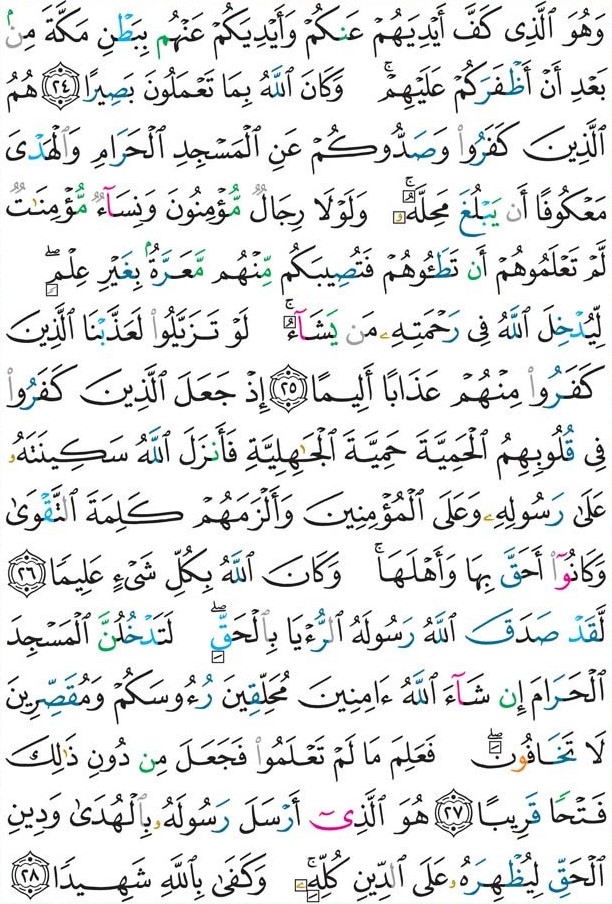 وَهُوَ ٱلَّذِى كَفَّ أَيْدِيَهُمْ عَنكُمْ وَأَيْدِيَكُمْ عَنْهُم بِبَطْنِ مَكَّةَ مِنۢ
بَعْدِ أَنْ أَظْفَرَكُمْ عَلَيْهِمْ ۚ وَكَانَ ٱللَّهُ بِمَا تَعْمَلُونَ بَصِيرًا ٢٤ هُمُ
ٱلَّذِينَ كَفَرُوا۟ وَصَدُّوكُمْ عَنِ ٱلْمَسْجِدِ ٱلْحَرَامِ وَٱلْهَدْىَ
مَعْكُوفًا أَن يَبْلُغَ مَحِلَّهُۥ ۚ وَلَوْلَا رِجَالٌ مُّؤْمِنُونَ وَنِسَآءٌ مُّؤْمِنَـٰتٌ
لَّمْ تَعْلَمُوهُمْ أَن تَطَـُٔوهُمْ فَتُصِيبَكُم مِّنْهُم مَّعَرَّةٌۢ بِغَيْرِ عِلْمٍ ۖ
لِّيُدْخِلَ ٱللَّهُ فِى رَحْمَتِهِۦ مَن يَشَآءُ ۚ لَوْ تَزَيَّلُوا۟ لَعَذَّبْنَا ٱلَّذِينَ
كَفَرُوا۟ مِنْهُمْ عَذَابًا أَلِيمًا ٢٥ إِذْ جَعَلَ ٱلَّذِينَ كَفَرُوا۟
فِى قُلُوبِهِمُ ٱلْحَمِيَّةَ حَمِيَّةَ ٱلْجَـٰهِلِيَّةِ فَأَنزَلَ ٱللَّهُ سَكِينَتَهُۥ
عَلَىٰ رَسُولِهِۦ وَعَلَى ٱلْمُؤْمِنِينَ وَأَلْزَمَهُمْ كَلِمَةَ ٱلتَّقْوَىٰ
وَكَانُوٓا۟ أَحَقَّ بِهَا وَأَهْلَهَا ۚ وَكَانَ ٱللَّهُ بِكُلِّ شَىْءٍ عَلِيمًا ٢٦
لَّقَدْ صَدَقَ ٱللَّهُ رَسُولَهُ ٱلرُّءْيَا بِٱلْحَقِّ ۖ لَتَدْخُلُنَّ ٱلْمَسْجِدَ
ٱلْحَرَامَ إِن شَآءَ ٱللَّهُ ءَامِنِينَ مُحَلِّقِينَ رُءُوسَكُمْ وَمُقَصِّرِينَ
لَا تَخَافُونَ ۖ فَعَلِمَ مَا لَمْ تَعْلَمُوا۟ فَجَعَلَ مِن دُونِ ذَٰلِكَ
فَتْحًا قَرِيبًا ٢٧ هُوَ ٱلَّذِىٓ أَرْسَلَ رَسُولَهُۥ بِٱلْهُدَىٰ وَدِينِ
ٱلْحَقِّ لِيُظْهِرَهُۥ عَلَى ٱلدِّينِ كُلِّهِۦ ۚ وَكَفَىٰ بِٱللَّهِ شَهِيدًا ٢٨